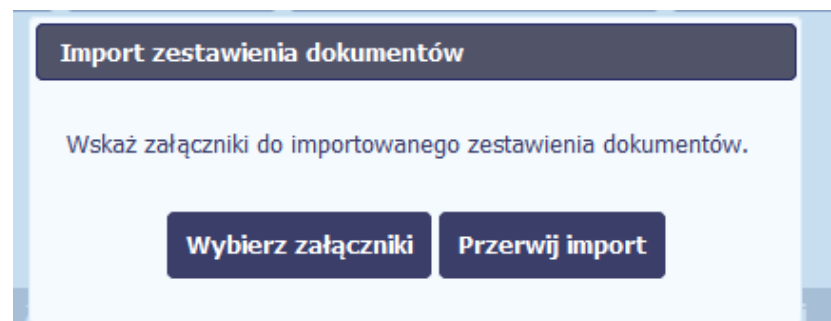 Import zestawienia dokumentów
Wskaż załączniki do importowanego zestawienia dokumentów.
Wybierz załączniki
Przerwij import